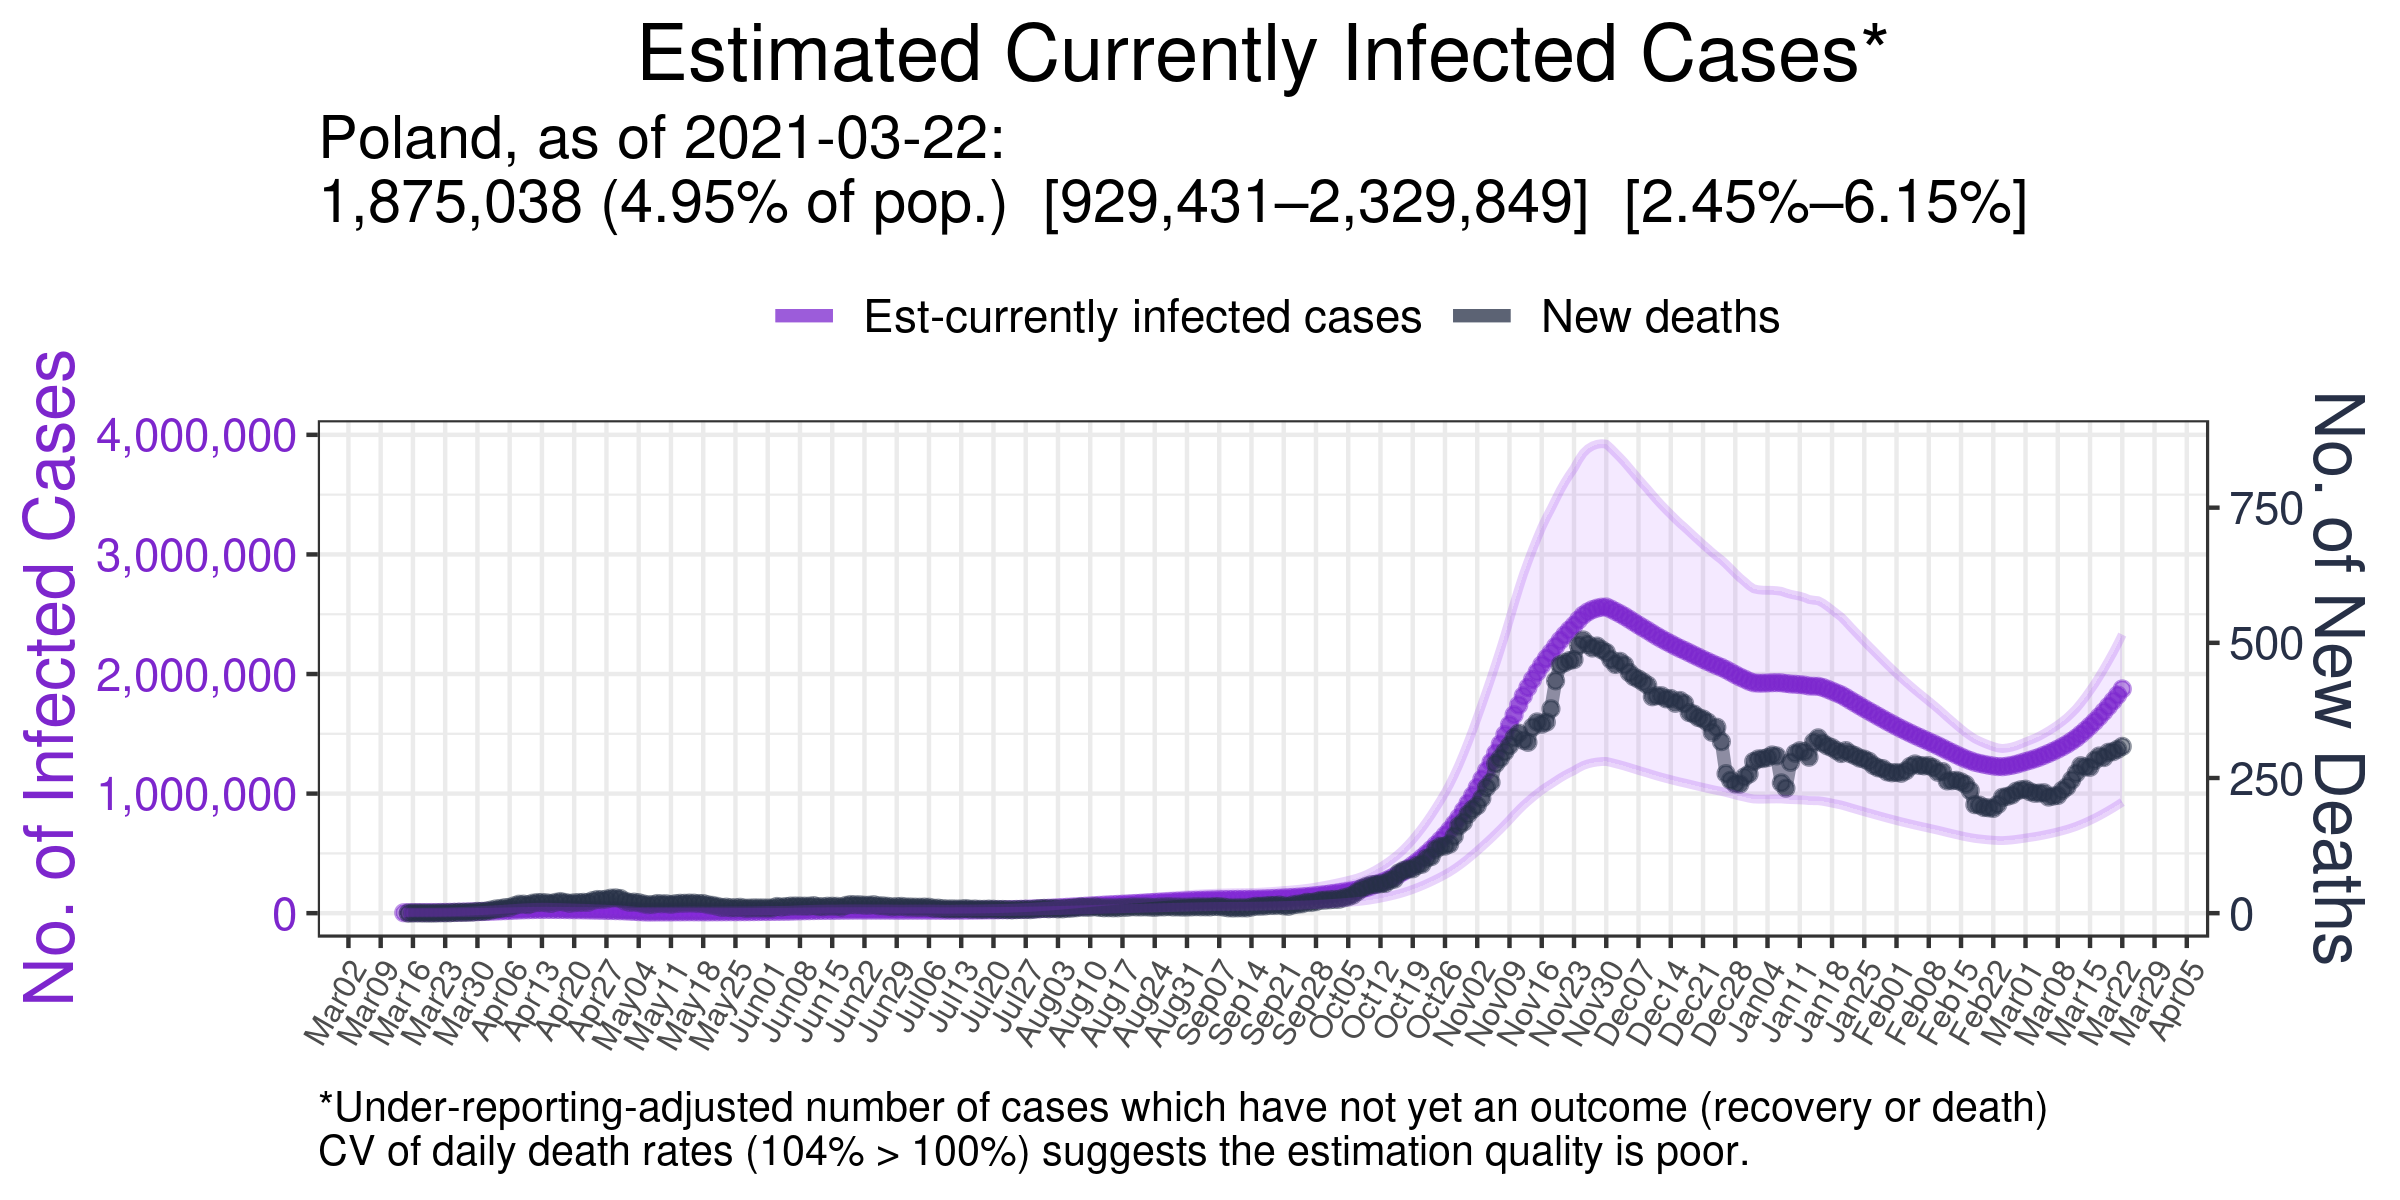 Estimated Currently Infected Cases*
Poland, as of 2021-03-22:
1,875,038 (4.95% of pop.)  [929,431–2,329,849]  [2.45%–6.15%]
Est-currently infected cases
New deaths
No. of Infected Cases
4,000,000
3,000,000
2,000,000
1,000,000
0
No. of New Deaths
750
500
250
0
Mar02
Mar09
Mar16
Mar23
Mar30
Apr06
Apr13
Apr20
Apr27
May04
May11
May18
May25
Jun01
Jun08
Jun15
Jun22
Jun29
Jul06
Jul13
Jul20
Jul27
Aug03
Aug10
Aug17
Aug24
Aug31
Sep07
Sep14
Sep21
Sep28
Oct05
Oct12
Oct19
Oct26
Nov02
Nov09
Nov16
Nov23
Nov30
Dec07
Dec14
Dec21
Dec28
Jan04
Jan11
Jan18
Jan25
Feb01
Feb08
Feb15
Feb22
Mar01
Mar08
Mar15
Mar22
Mar29
Apr05
*Under-reporting-adjusted number of cases which have not yet an outcome (recovery or death)
CV of daily death rates (104% > 100%) suggests the estimation quality is poor.